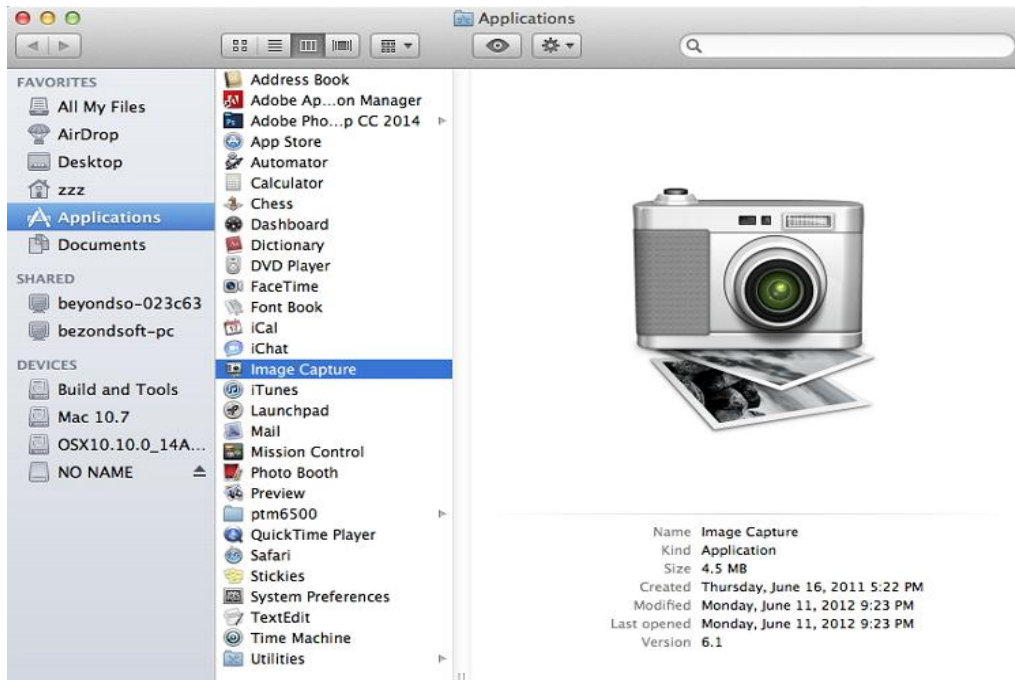 Applications
FAVORITES
All My Files
AirDrop
Desktop
zzz
Applications
Documents
SHARED
beyondso-023c63
bezondsoft-pc
DEVICES
Build and Tools
Mac 10.7
OSX10.10.0_14A...
NO NAME
Address Book
Adobe Ap...on Manager
Adobe Pho...p CC 2014
App Store
Automator
Calculator
Chess
Dashboard
Dictionary
DVD Player
FaceTime
Font Book
iCal
iChat
Image Capture
iTunes
Launchpad
Mail
Mission Control
Photo Booth
Preview
ptm6500
QuickTime Player
Safari
Stickies
System Preferences
TextEdit
Time Machine
Utilities
Name Image Capture
Kind Application
Size 4.5 MB
Created Thursday, June 16, 2011 5:22 PM
Modified Monday, June 11, 2012 9:23 PM
Last opened Monday, June 11, 2012 9:23 PM
Version 6.1